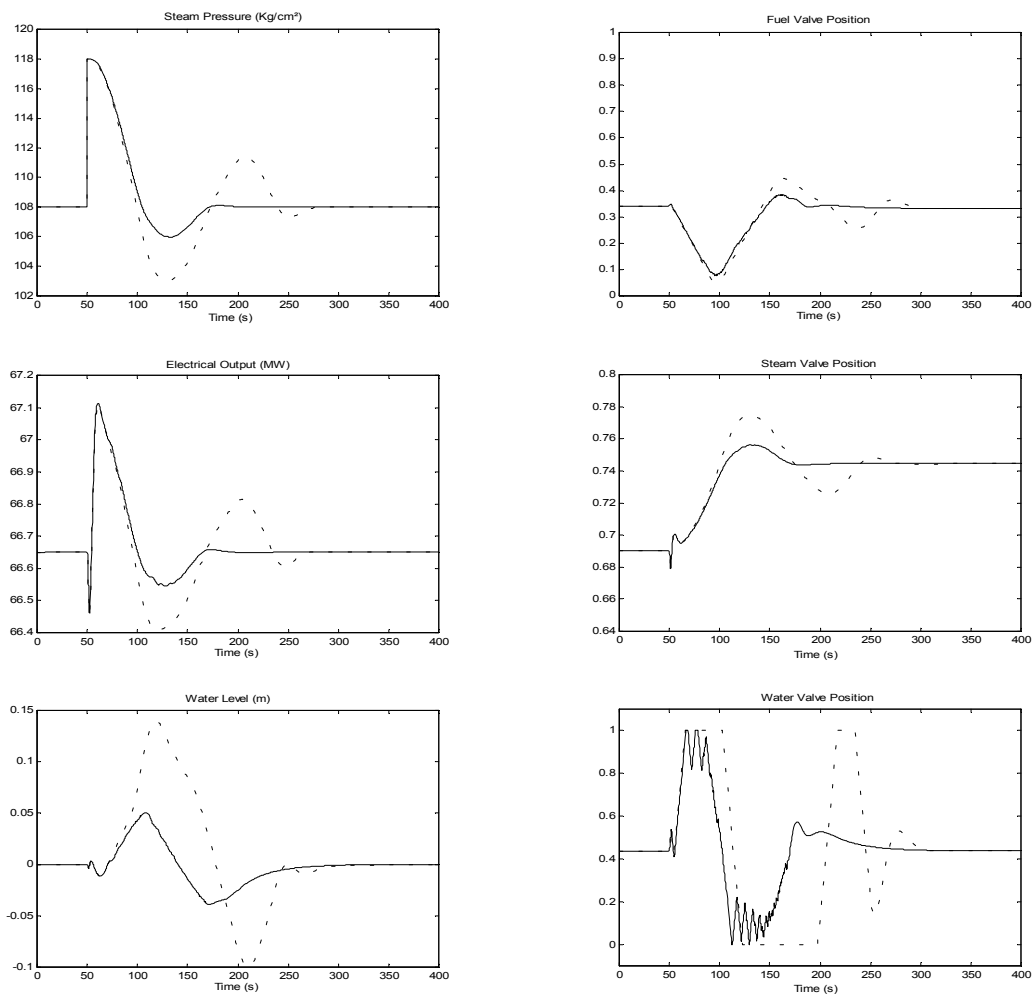 Steam Pressure (Kg/cm²)
120
118
116
114
112
110
108
106
104
102
0 50 100 150 200 250 300 350 400
Time (s)
Fuel Valve Position
1
0.9
0.8
0.7
0.6
0.5
0.4
0.3
0.2
0.1
0
0 50 100 150 200 250 300 350 400
Time (s)
Electrical Output (MW)
67.2
67.1
67
66.9
66.8
66.7
66.6
66.5
66.4
0 50 100 150 200 250 300 350 400
Time (s)
Steam Valve Position
0.8
0.78
0.76
0.74
0.72
0.7
0.68
0.66
0.64
0 50 100 150 200 250 300 350 400
Time (s)
Water Level (m)
0.15
0.1
0.05
0
-0.05
-0.1
0 50 100 150 200 250 300 350 400
Time (s)
Water Valve Position
1
0.8
0.6
0.4
0.2
0
0 50 100 150 200 250 300 350 400
Time (s)